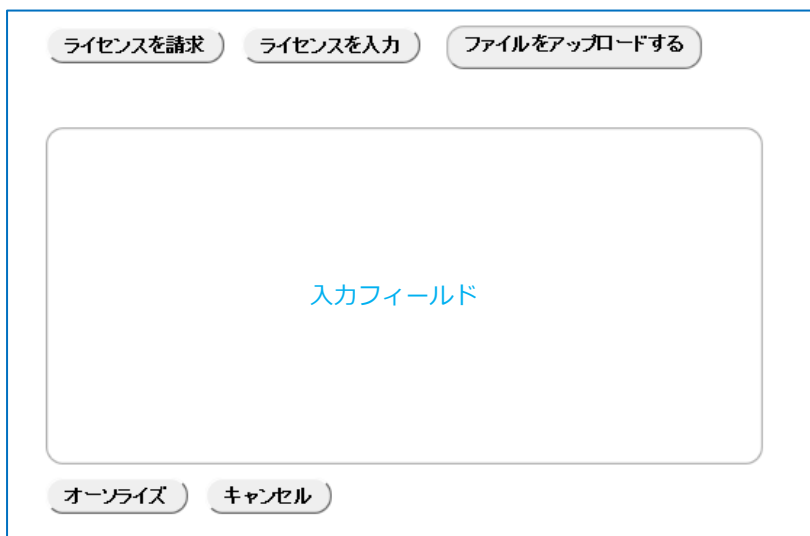 ライセンスを請求 ライセンスを入力 ファイルをアップロードする
入力フィールド
オーソライズ キャンセル